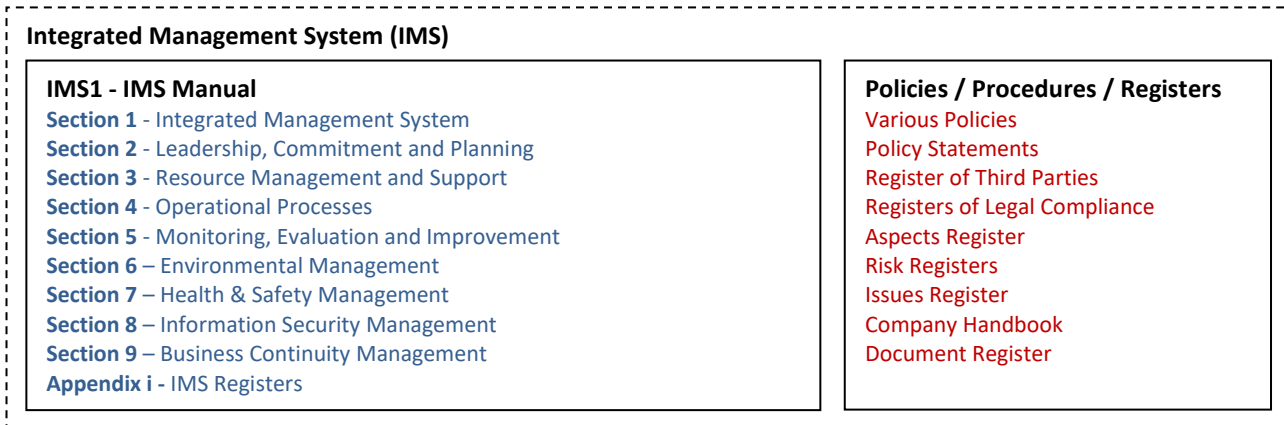 Integrated Management System (IMS)
IMS1 - IMS Manual
Section 1 - Integrated Management System
Section 2 - Leadership, Commitment and Planning
Section 3 - Resource Management and Support
Section 4 - Operational Processes
Section 5 - Monitoring, Evaluation and Improvement
Section 6 – Environmental Management
Section 7 – Health & Safety Management
Section 8 – Information Security Management
Section 9 – Business Continuity Management
Appendix i - IMS Registers
Policies / Procedures / Registers
Various Policies
Policy Statements
Register of Third Parties
Registers of Legal Compliance
Aspects Register
Risk Registers
Issues Register
Company Handbook
Document Register